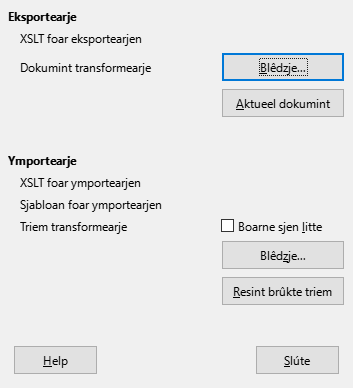 Eksportearje
XSLT foar eksportearjen
Dokumint transformearje
Blêdzje...
Aktueel dokumint
Ymportearje
XSLT foar ymportearjen
Sjabloan foar ymportearjen
Triem transformearje
Boarne sjen litte
Blêdzje...
Resint brûkte triem
Help
Slúte